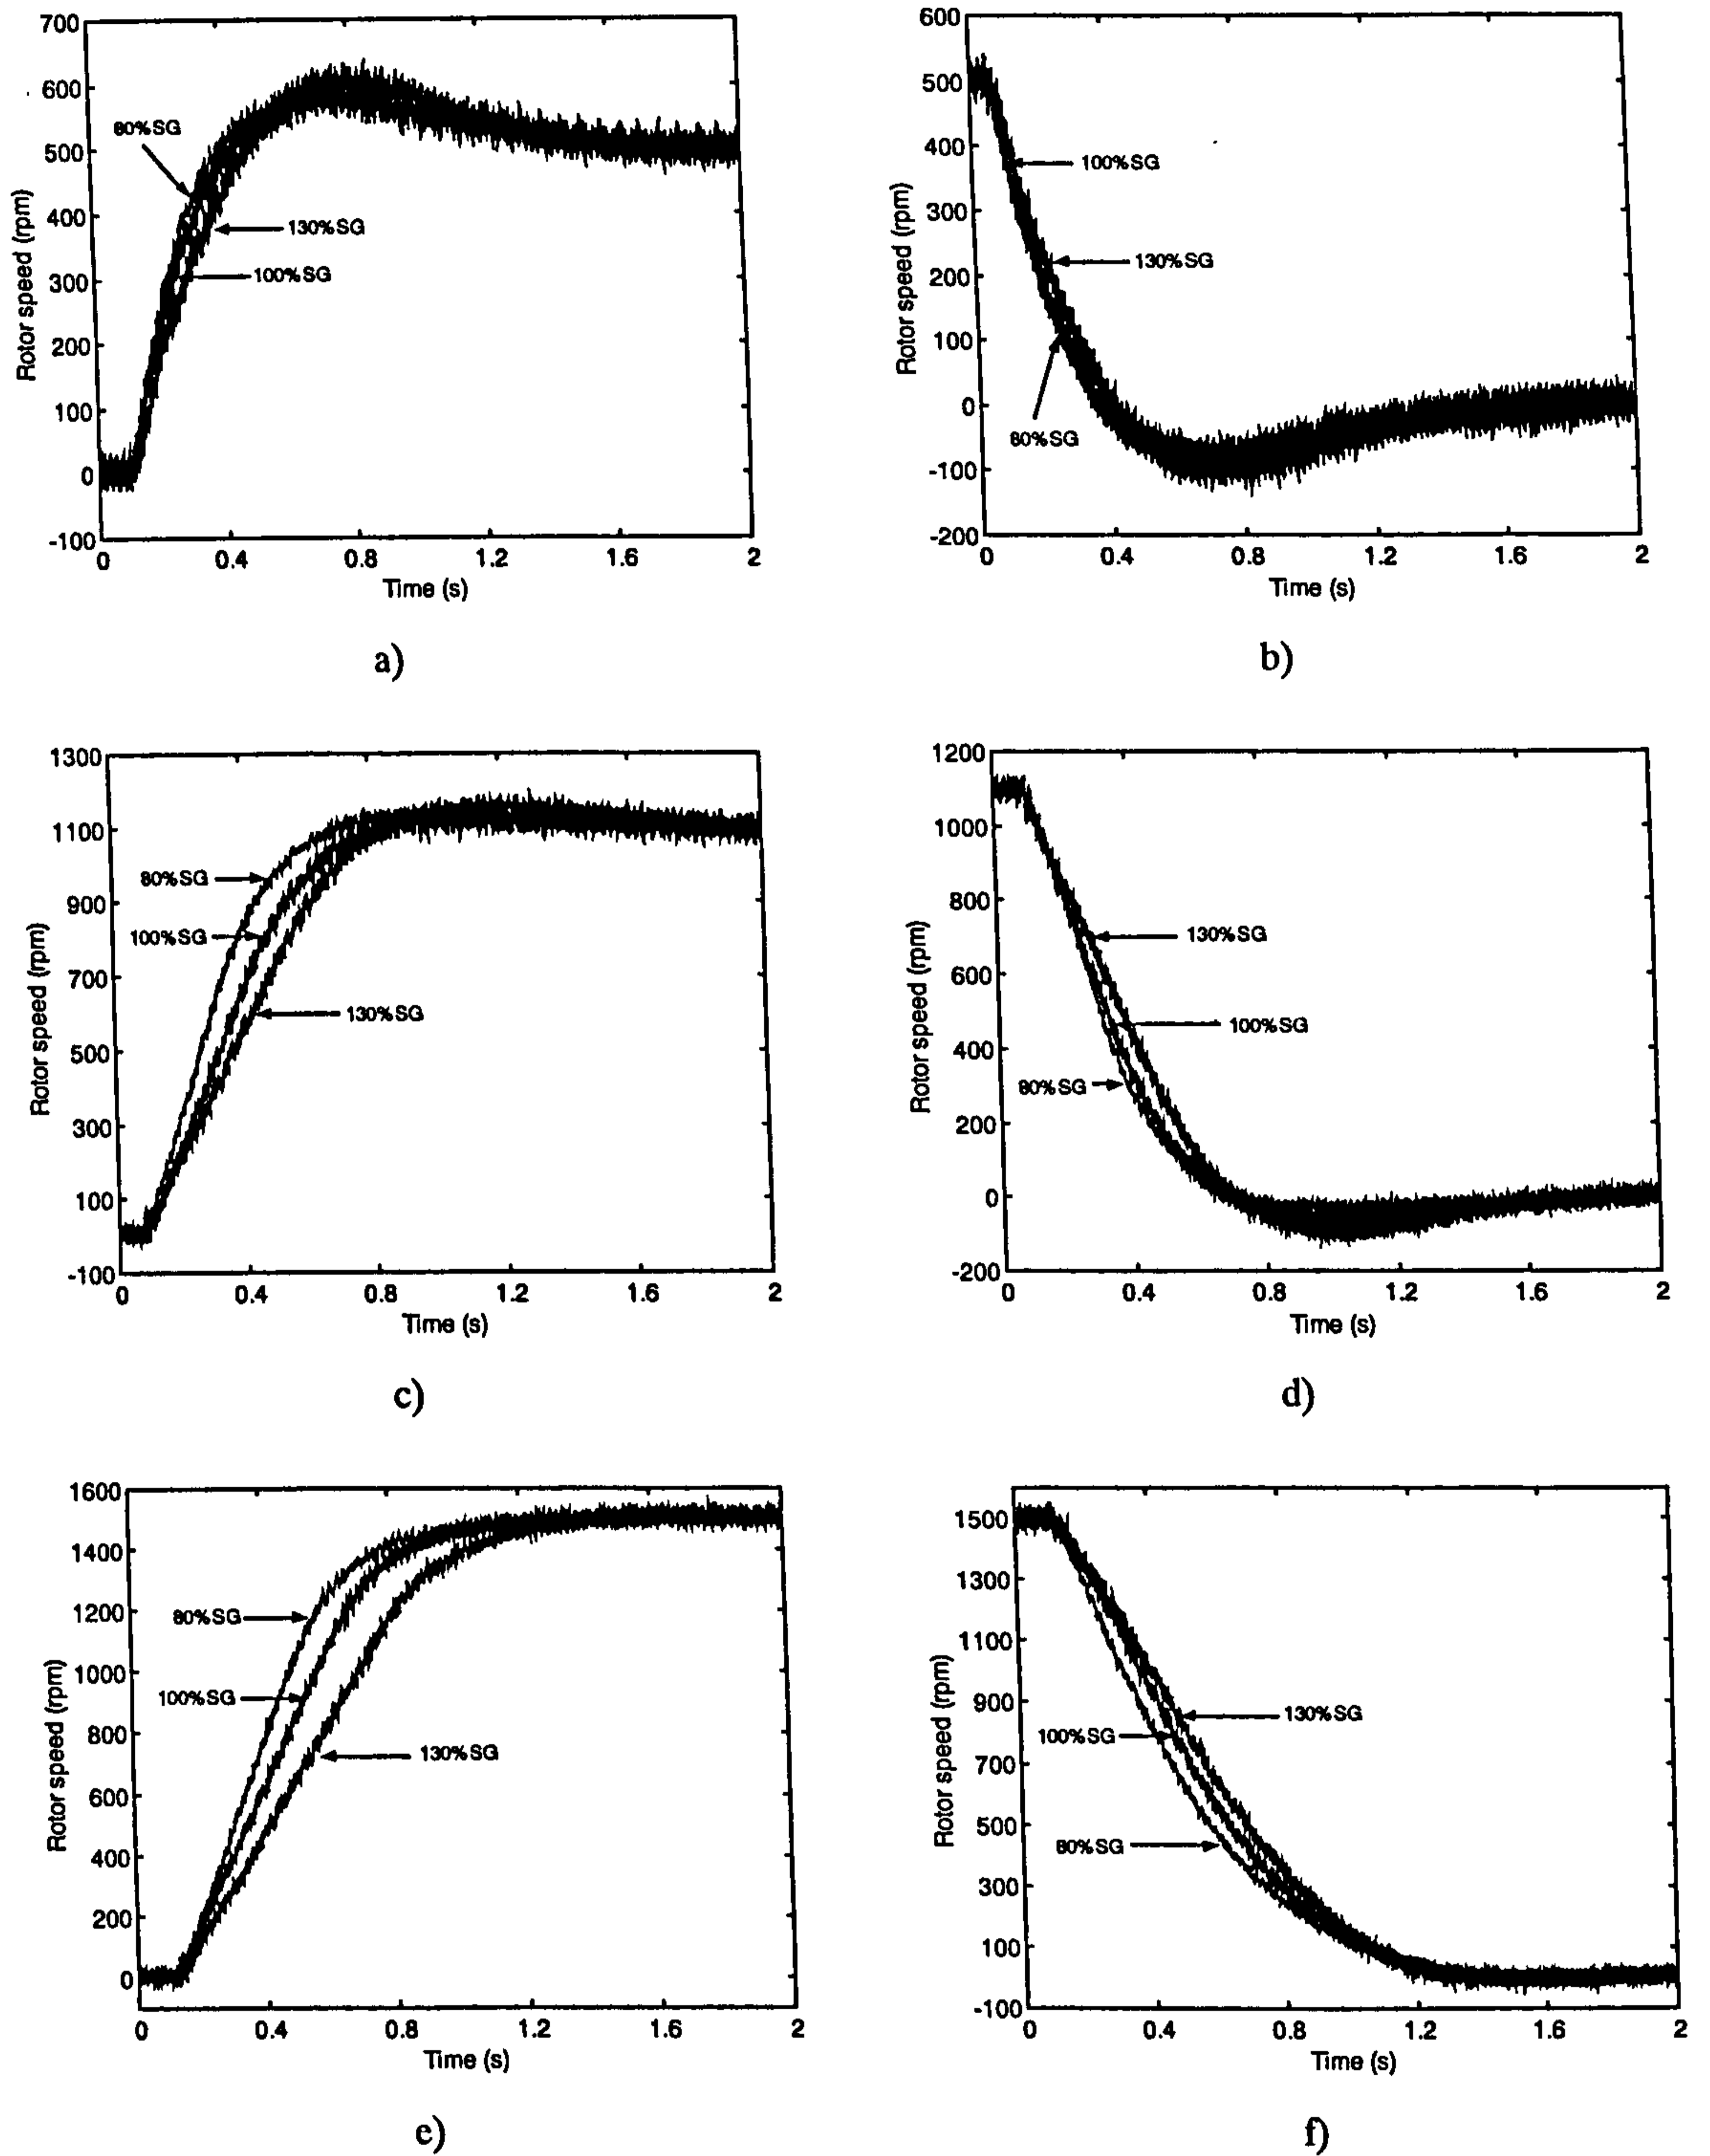 700
600
500
400
300
200
100
0
-100
Rotor speed (rpm)
80%SG
130%SG
100%SG
0 0.4 0.8 1.2 1.6 2
Time (s)
a)
600
500
400
300
200
100
0
-100
-200
Rotor speed (rpm)
100%SG
130%SG
80%SG
0 0.4 0.8 1.2 1.6 2
Time (s)
b)
1300
1100
900
700
500
300
100
-100
Rotor speed (rpm)
80%SG
100%SG
130%SG
0 0.4 0.8 1.2 1.6 2
Time (s)
c)
1200
1000
800
600
400
200
0
-200
Rotor speed (rpm)
130%SG
100%SG
80%SG
0 0.4 0.8 1.2 1.6 2
Time (s)
d)
1600
1400
1200
1000
800
600
400
200
0
Rotor speed (rpm)
80%SG
100%SG
130%SG
0 0.4 0.8 1.2 1.6 2
Time (s)
e)
1500
1300
1100
900
700
500
300
100
-100
Rotor speed (rpm)
130%SG
100%SG
80%SG
0 0.4 0.8 1.2 1.6 2
Time (s)
f)